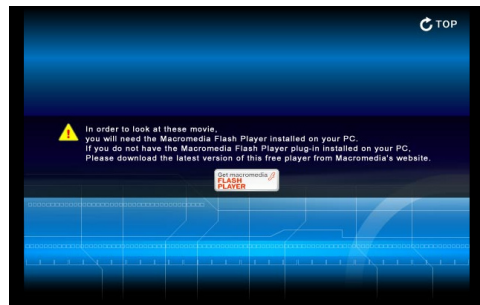 TOP
In order to look at these movie,
you will need the Macromedia Flash Player installed on your PC.
If you do not have the Macromedia Flash Player plug-in installed on your PC,
Please download the latest version of this free player from Macromedia's website.
Get macromedia
FLASH
PLAYER